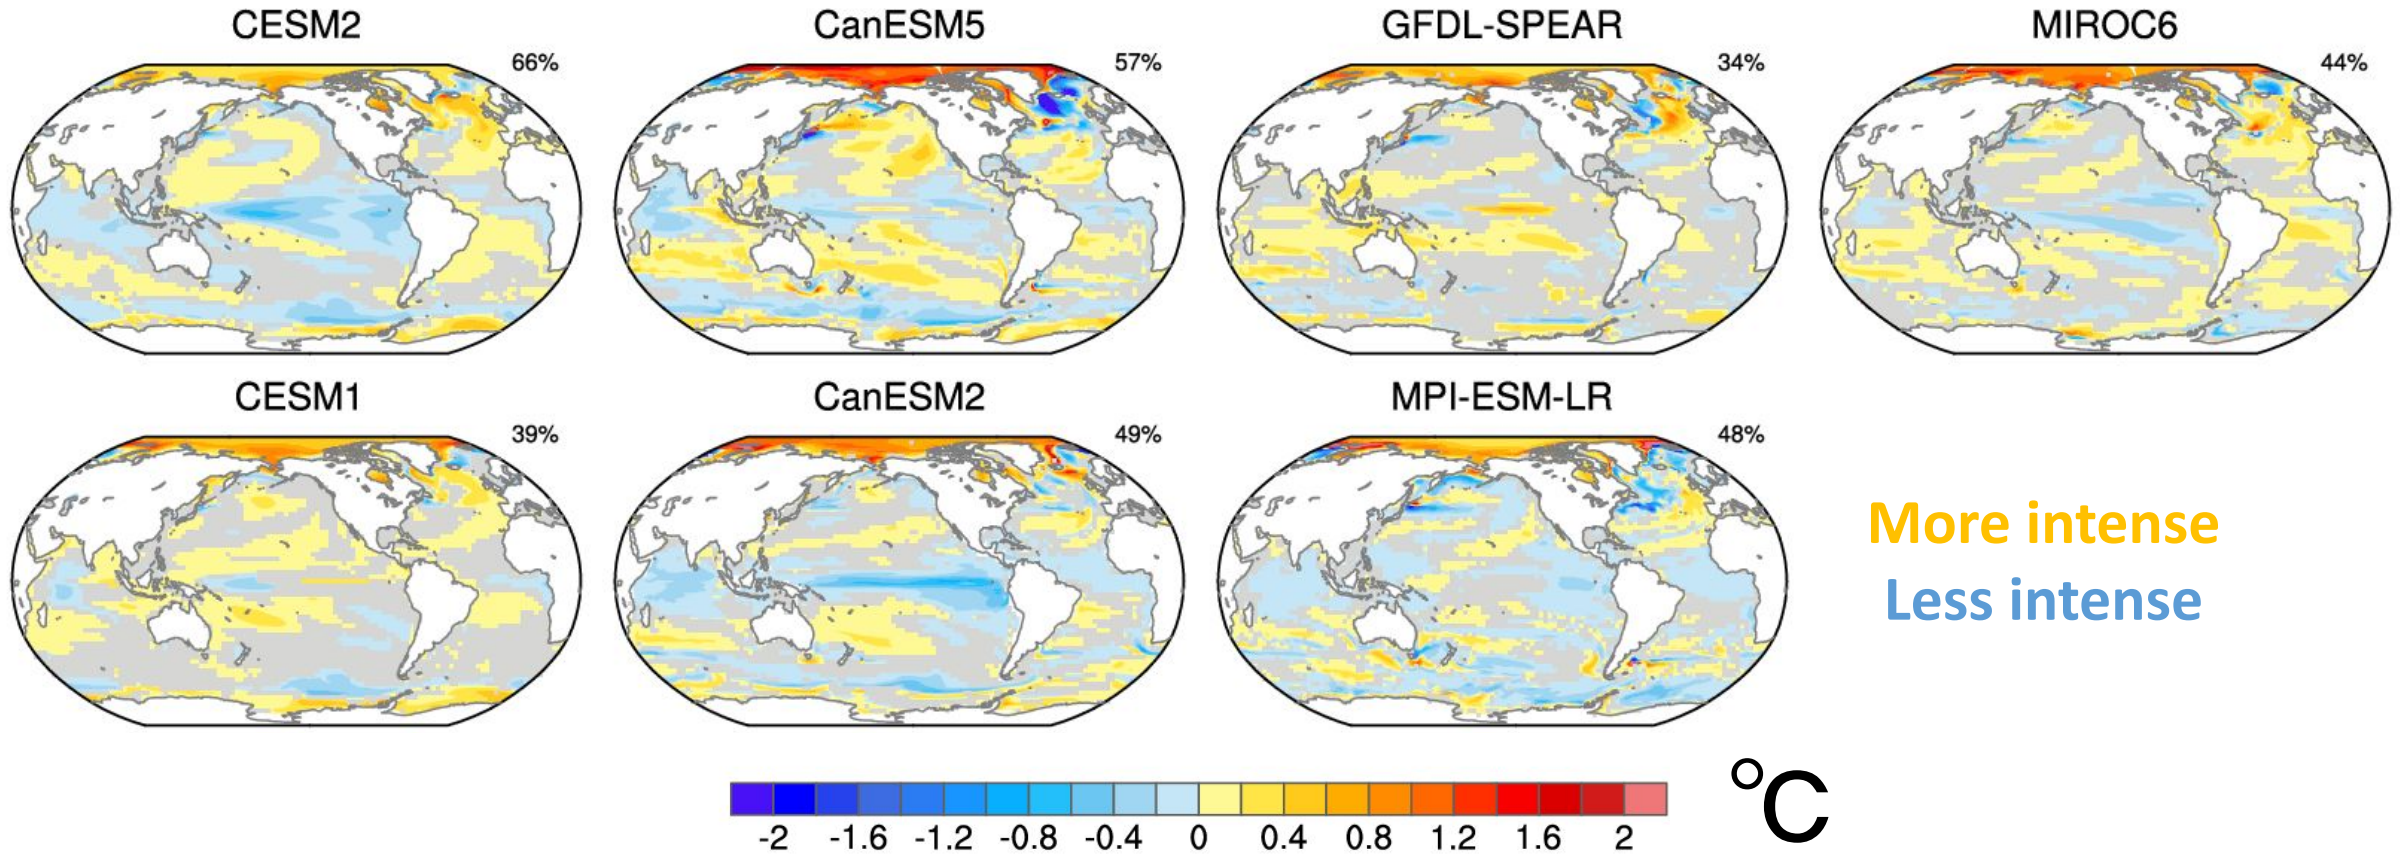 CESM2
66%
CanESM5
57%
GFDL-SPEAR
34%
MIROC6
44%
CESM1
39%
CanESM2
49%
MPI-ESM-LR
48%
More intense
Less intense
-2 -1.6 -1.2 -0.8 -0.4 0 0.4 0.8 1.2 1.6 2
°C